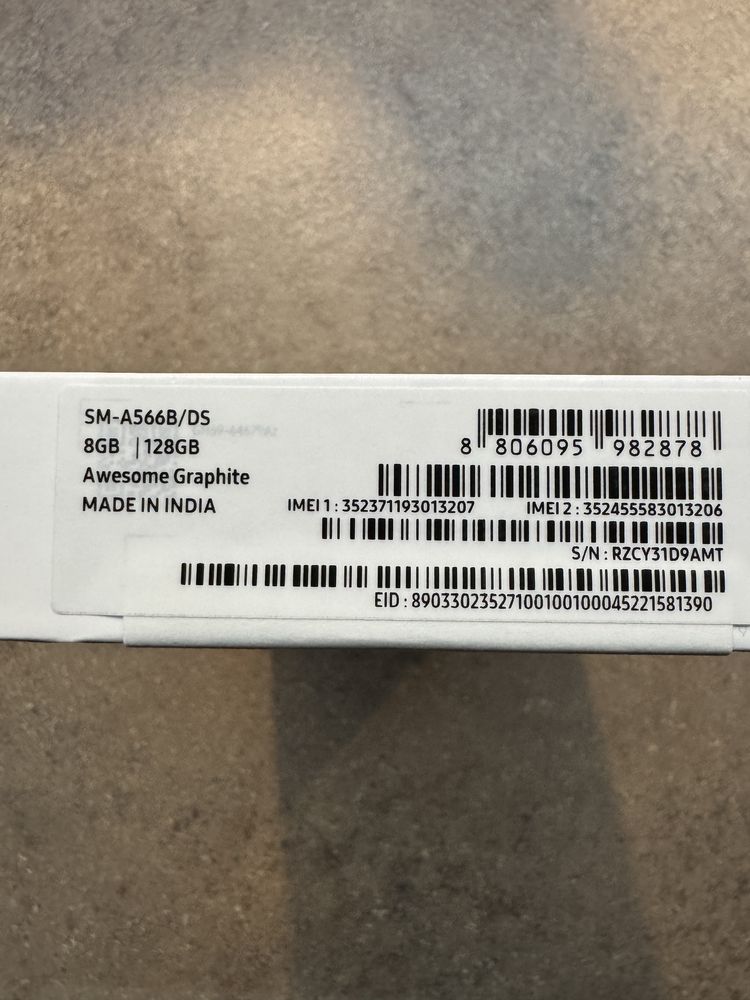 SM-A566B/DS
8GB | 128GB
Awesome Graphite
MADE IN INDIA
8 806095 982878
IMEI 1 : 352371193013207 IMEI 2 : 352455583013206
S/N : RZCY31D9AMT
EID : 89033023527100100100045221581390